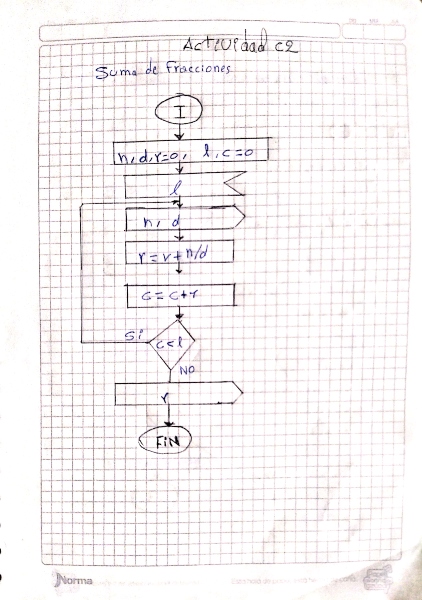 Actividad c2
Suma de Fracciones
I
n, d, r=0, l, c=0
l
n, d
r=r+n/d
c=c+r
Si
c<l
NO
r
FiN
Norma